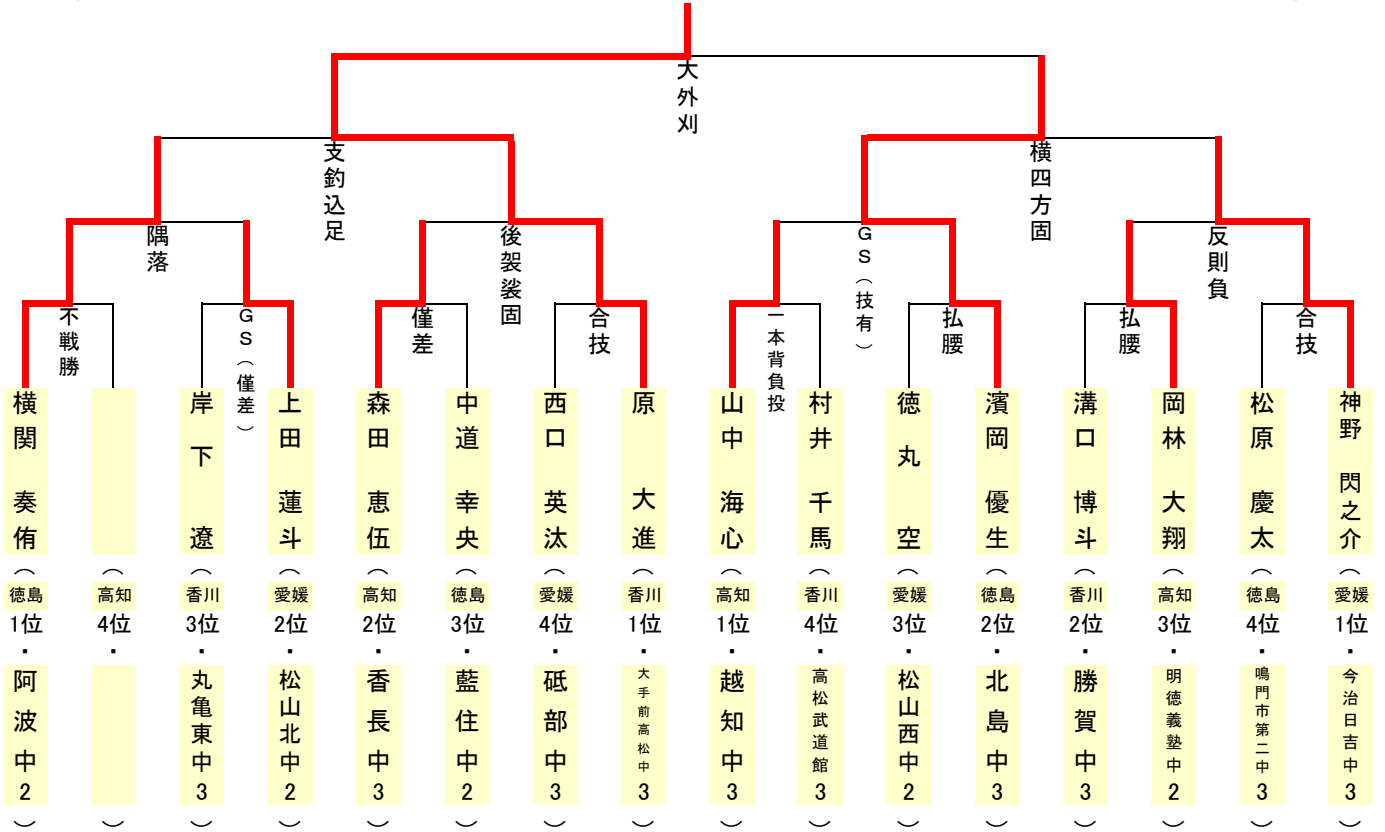 大外刈
支釣込足
横四方固
隅落
後袈裟固
GS（技有）
反則負
不戦勝
GS（僅差）
僅差
合技
一本背負投
払腰
払腰
合技
横関 奏侑（徳島1位・阿波中2）
（高知4位・）
岸下 遼（香川3位・丸亀東中3）
上田 蓮斗（愛媛2位・松山北中2）
森田 恵伍（高知2位・香長中3）
中道 幸央（徳島3位・藍住中2）
西口 英汰（愛媛4位・砥部中3）
原 大進（香川1位・大手前高松中3）
山中 海心（高知1位・越知中3）
村井 千馬（香川4位・高松武道館3）
徳丸 空（愛媛3位・松山西中2）
濱岡 優生（徳島2位・北島中3）
溝口 博斗（香川2位・勝賀中3）
岡林 大翔（高知3位・明徳義塾中2）
松原 慶太（徳島4位・鳴門市第二中3）
神野 閃之介（愛媛1位・今治日吉中3）